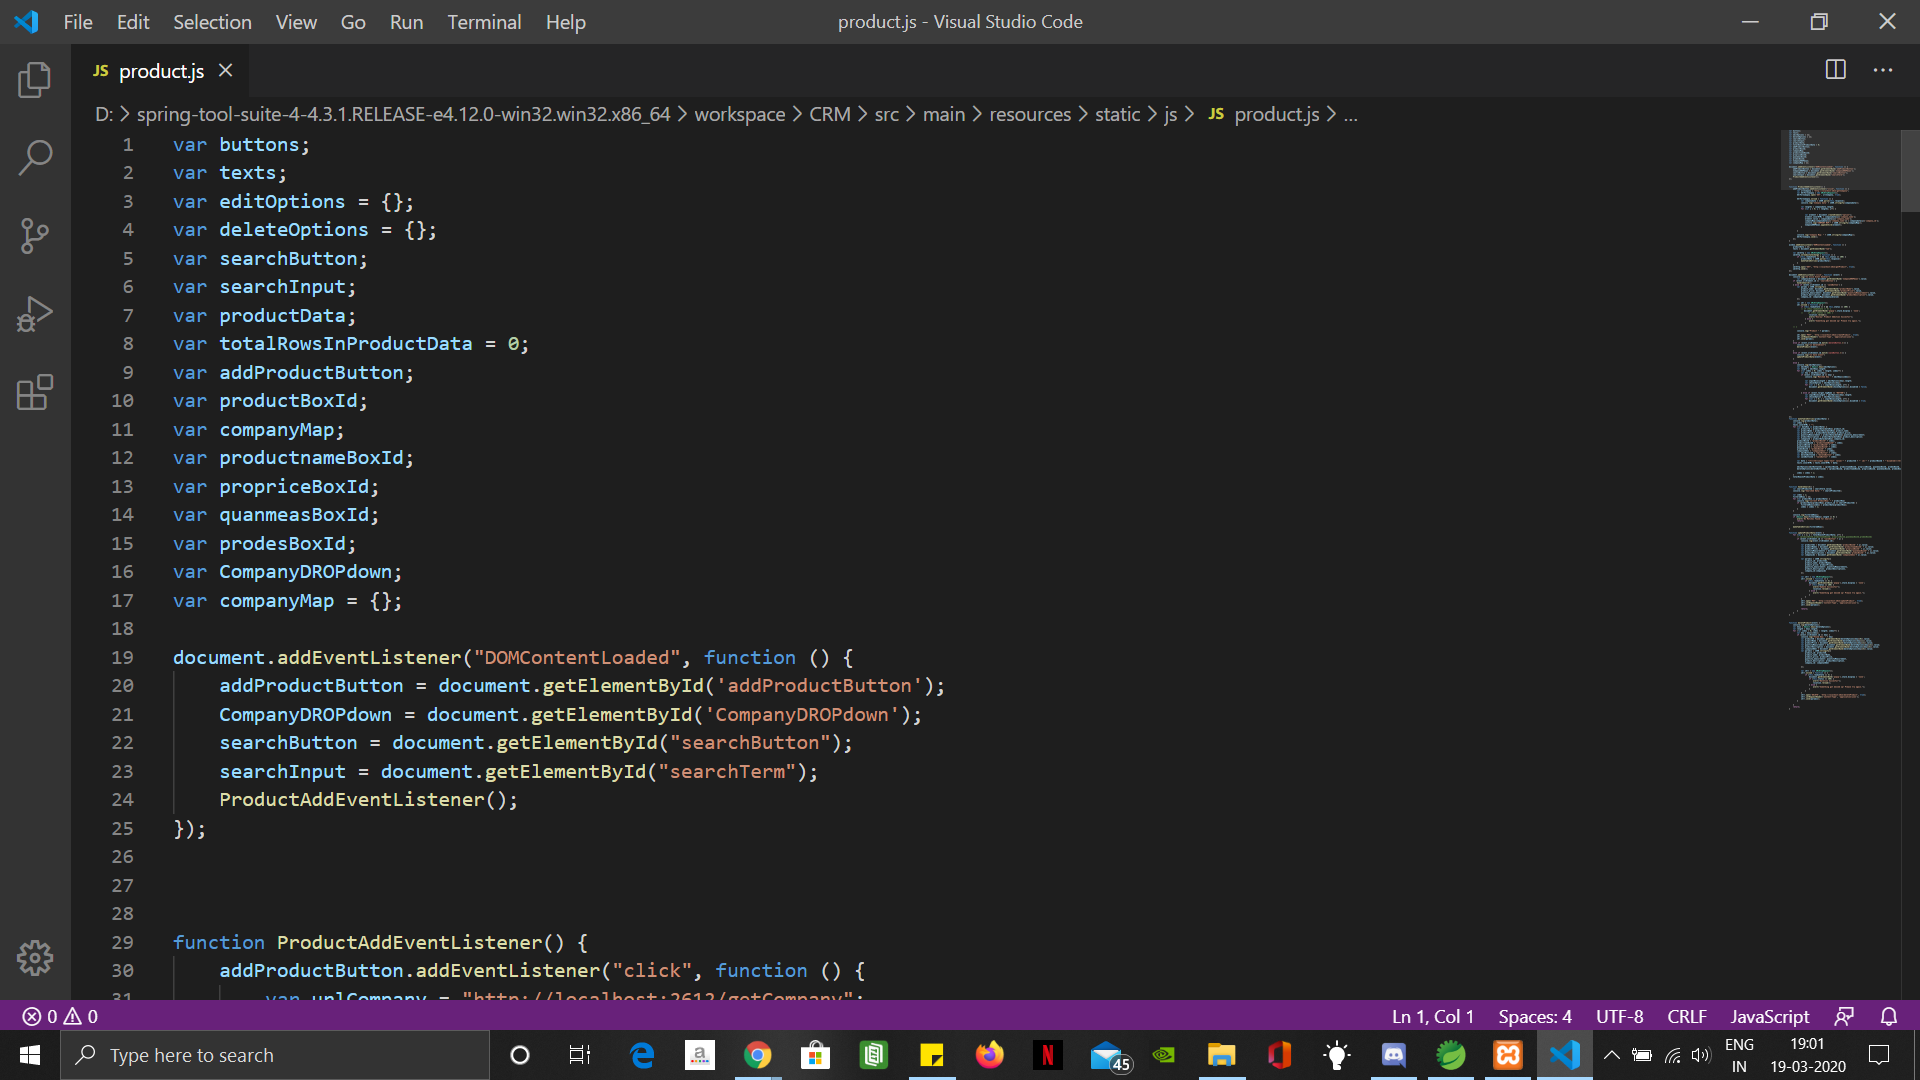 File Edit Selection View Go Run Terminal Help product.js - Visual Studio Code
JS product.js
D: > spring-tool-suite-4-4.3.1.RELEASE-e4.12.0-win32.win32.x86_64 > workspace > CRM > src > main > resources > static > js > JS product.js > ...
1 var buttons;
2 var texts;
3 var editOptions = {};
4 var deleteOptions = {};
5 var searchButton;
6 var searchInput;
7 var productData;
8 var totalRowsInProductData = 0;
9 var addProductButton;
10 var productBoxId;
11 var companyMap;
12 var productnameBoxId;
13 var propriceBoxId;
14 var quanmeasBoxId;
15 var prodesBoxId;
16 var CompanyDROPdown;
17 var companyMap = {};
18
19 document.addEventListener("DOMContentLoaded", function () {
20 addProductButton = document.getElementById('addProductButton');
21 CompanyDROPdown = document.getElementById('CompanyDROPdown');
22 searchButton = document.getElementById("searchButton");
23 searchInput = document.getElementById("searchTerm");
24 ProductAddEventListener();
25 });
26
27
28
29 function ProductAddEventListener() {
30 addProductButton.addEventListener("click", function () {
31 var urlCompany = "http://localhost:2612/getCompany";
0 0 Ln 1, Col 1 Spaces: 4 UTF-8 CRLF JavaScript
Type here to search 45 ENG 19:01
IN 19-03-2020